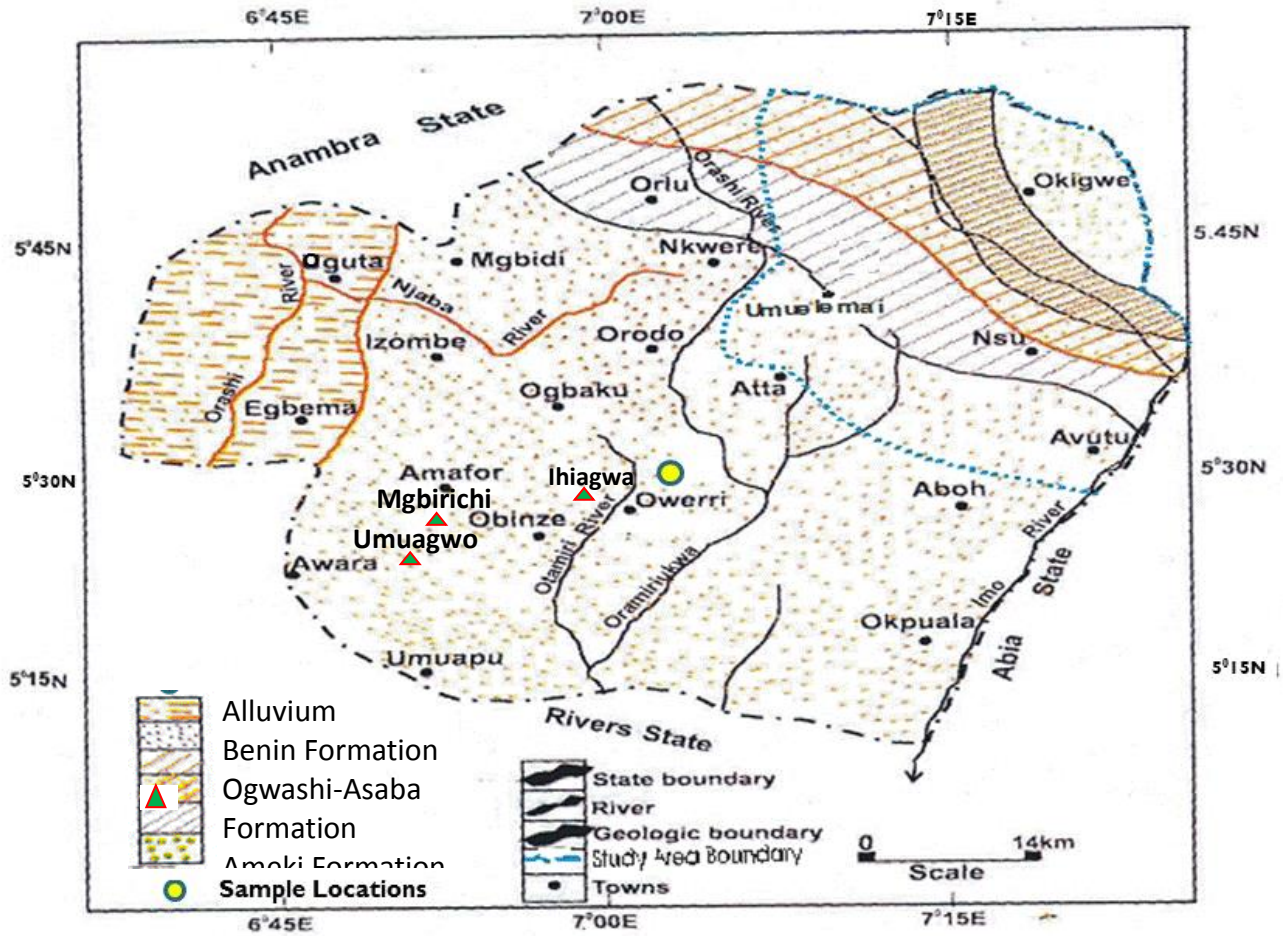 6°45E 7°00E 7°15E
Anambra State
Okigwe
Orlu
Orashi River
5°45N
5.45N
Oguta
Mgbidi
Nkwere
River
Njaba
River
Umuelemai
Izombe
Orodo
Nsu
Orashi
Egbema
Ogbaku
Atta
Avutu
5°30N
5°30N
Amafor
Ihiagwa
Aboh
Mgbirichi
Obinze
Owerri
Umuagwo
Otamiri River
River
Awara
Oramiriukwa
Imo
State
Okpuala
Abia
Umuapu
5°15N
5°15N
Rivers State
Alluvium
Benin Formation
Ogwashi-Asaba
Formation
Ameki Formation
Sample Locations
State boundary
River
Geologic boundary
Study Area Boundary
Towns
0 14km
Scale
6°45E 7°00E 7°15E